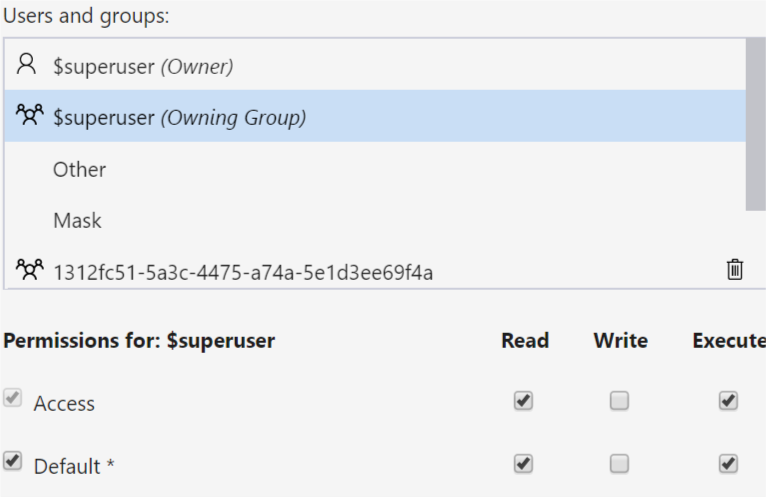 Users and groups:
$superuser (Owner)
$superuser (Owning Group)
Other
Mask
1312fc51-5a3c-4475-a74a-5e1d3ee69f4a
Permissions for: $superuser Read Write Execute
Access
Default *